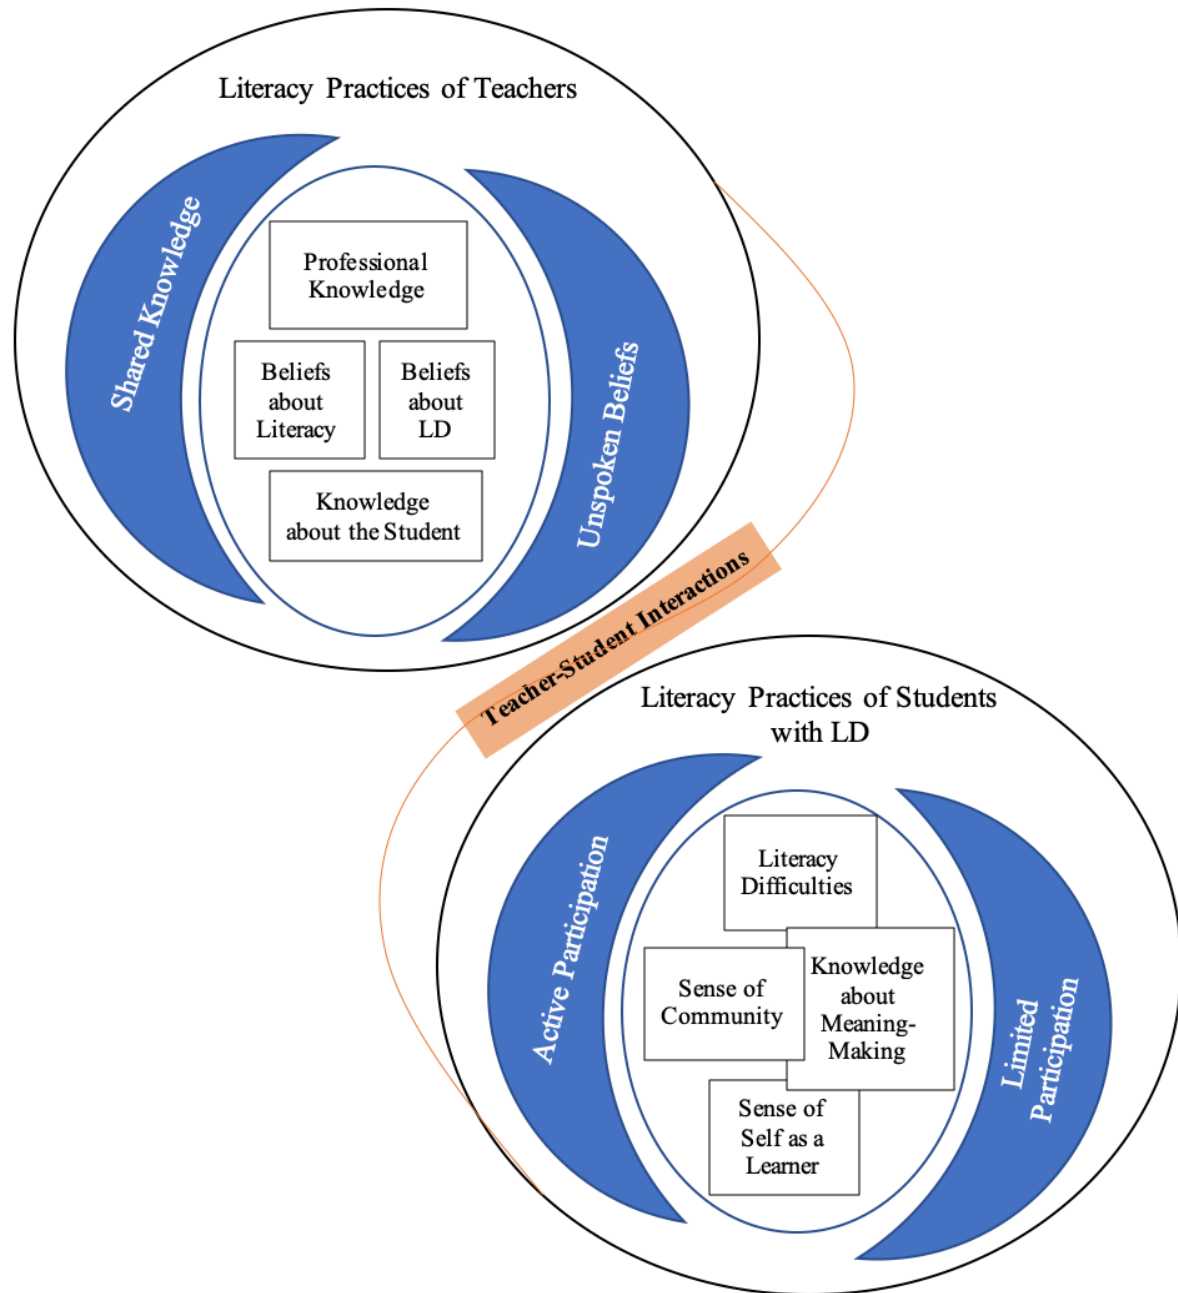 Literacy Practices of Teachers
Shared Knowledge
Professional
Knowledge
Beliefs
about
Literacy
Beliefs
about
LD
Knowledge
about the Student
Unspoken Beliefs
Teacher-Student Interactions
Literacy Practices of Students
with LD
Active Participation
Literacy
Difficulties
Sense of
Community
Knowledge
about
Meaning-
Making
Sense of
Self as a
Learner
Limited
Participation